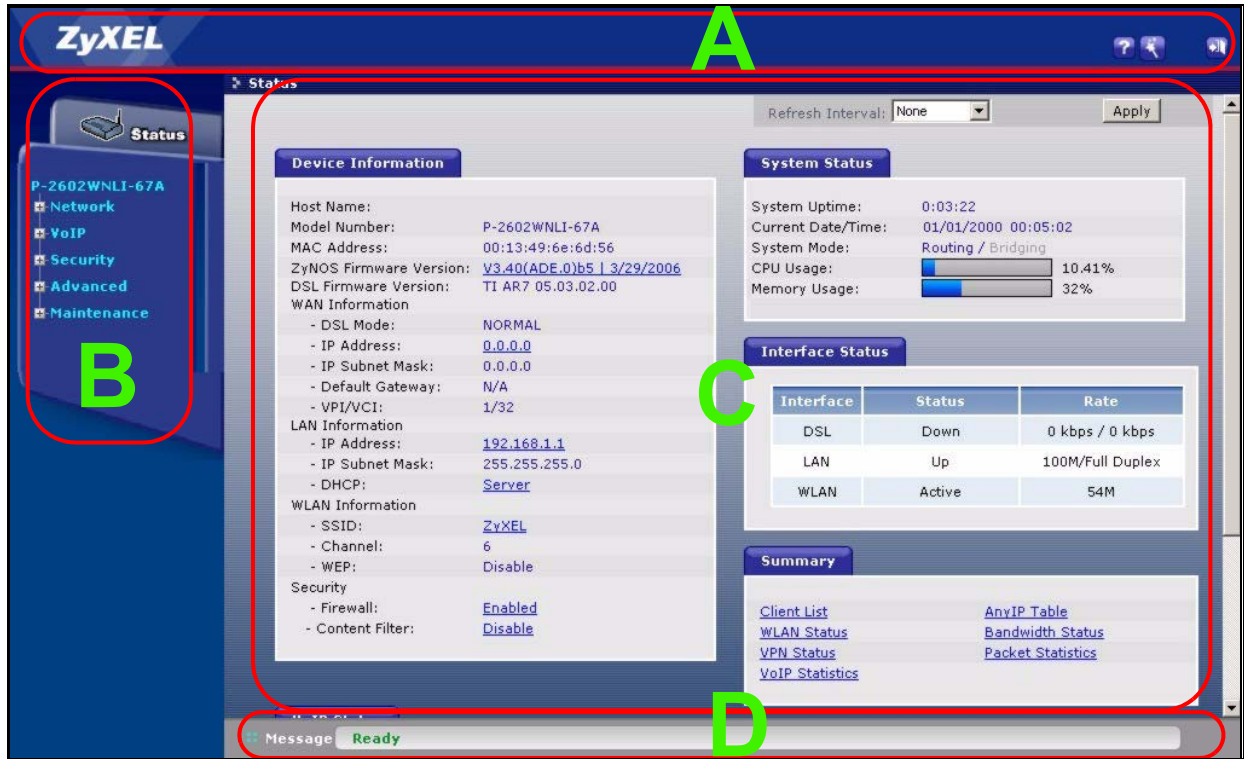 ZyXEL
A
> Status
Status
Refresh Interval: None
Apply
P-2602WNLI-67A
Network
VoIP
Security
Advanced
Maintenance
B
Device Information
Host Name:
Model Number: P-2602WNLI-67A
MAC Address: 00:13:49:6e:6d:56
ZyNOS Firmware Version: V3.40(ADE.0)b5 | 3/29/2006
DSL Firmware Version: TI AR7 05.03.02.00
WAN Information
- DSL Mode: NORMAL
- IP Address: 0.0.0.0
- IP Subnet Mask: 0.0.0.0
- Default Gateway: N/A
- VPI/VCI: 1/32
LAN Information
- IP Address: 192.168.1.1
- IP Subnet Mask: 255.255.255.0
- DHCP: Server
WLAN Information
- SSID: ZyXEL
- Channel: 6
- WEP: Disable
Security
- Firewall: Enabled
- Content Filter: Disable
System Status
System Uptime: 0:03:22
Current Date/Time: 01/01/2000 00:05:02
System Mode: Routing / Bridging
CPU Usage: 10.41%
Memory Usage: 32%
Interface Status
C
Interface Status Rate
DSL Down 0 kbps / 0 kbps
LAN Up 100M/Full Duplex
WLAN Active 54M
Summary
Client List AnyIP Table
WLAN Status Bandwidth Status
VPN Status Packet Statistics
VoIP Statistics
D
Message Ready